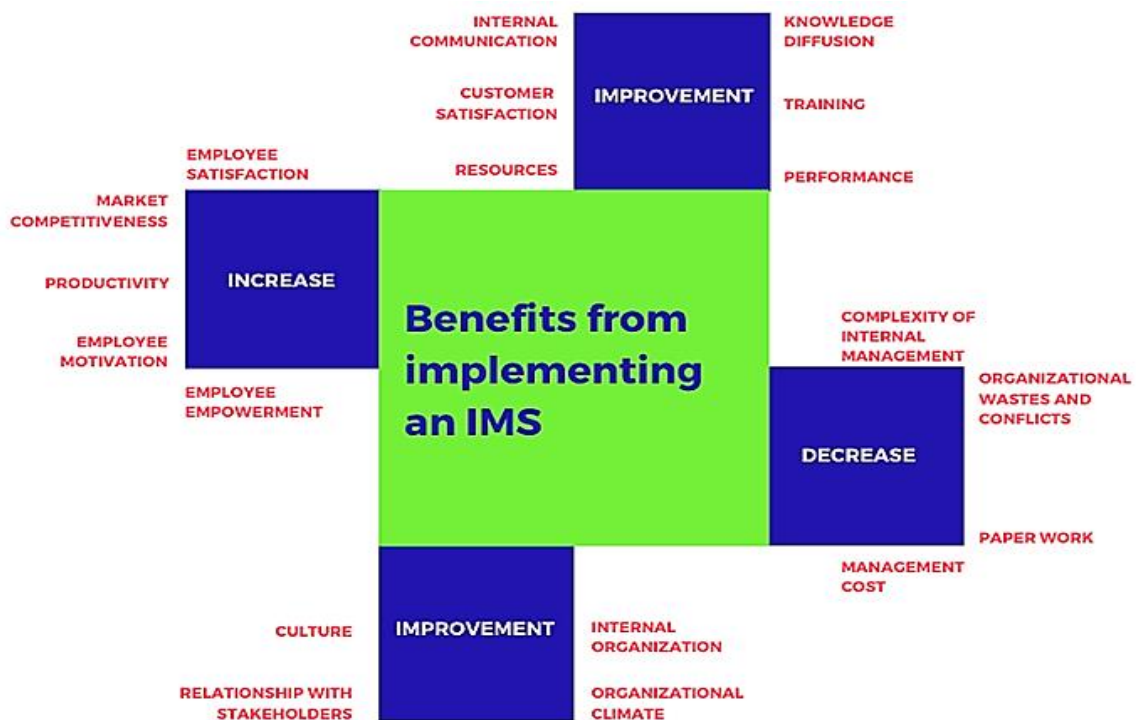 INTERNAL
COMMUNICATION
CUSTOMER
SATISFACTION
RESOURCES
IMPROVEMENT
KNOWLEDGE
DIFFUSION
TRAINING
PERFORMANCE
EMPLOYEE
SATISFACTION
MARKET
COMPETITIVENESS
PRODUCTIVITY
EMPLOYEE
MOTIVATION
INCREASE
EMPLOYEE
EMPOWERMENT
Benefits from
implementing
an IMS
COMPLEXITY OF
INTERNAL
MANAGEMENT
ORGANIZATIONAL
WASTES AND
CONFLICTS
DECREASE
PAPER WORK
MANAGEMENT
COST
CULTURE
RELATIONSHIP WITH
STAKEHOLDERS
IMPROVEMENT
INTERNAL
ORGANIZATION
ORGANIZATIONAL
CLIMATE